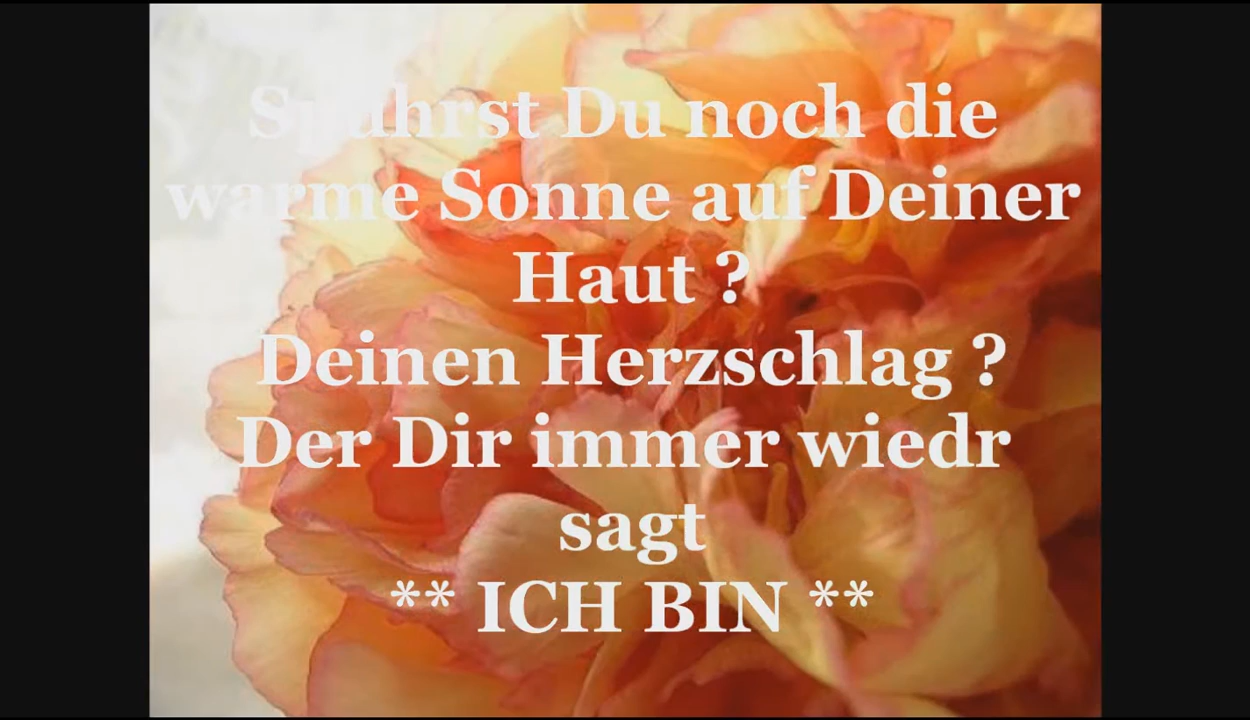 Spührst Du noch die
warme Sonne auf Deiner
Haut ?
Deinen Herzschlag ?
Der Dir immer wiedr
sagt
** ICH BIN **